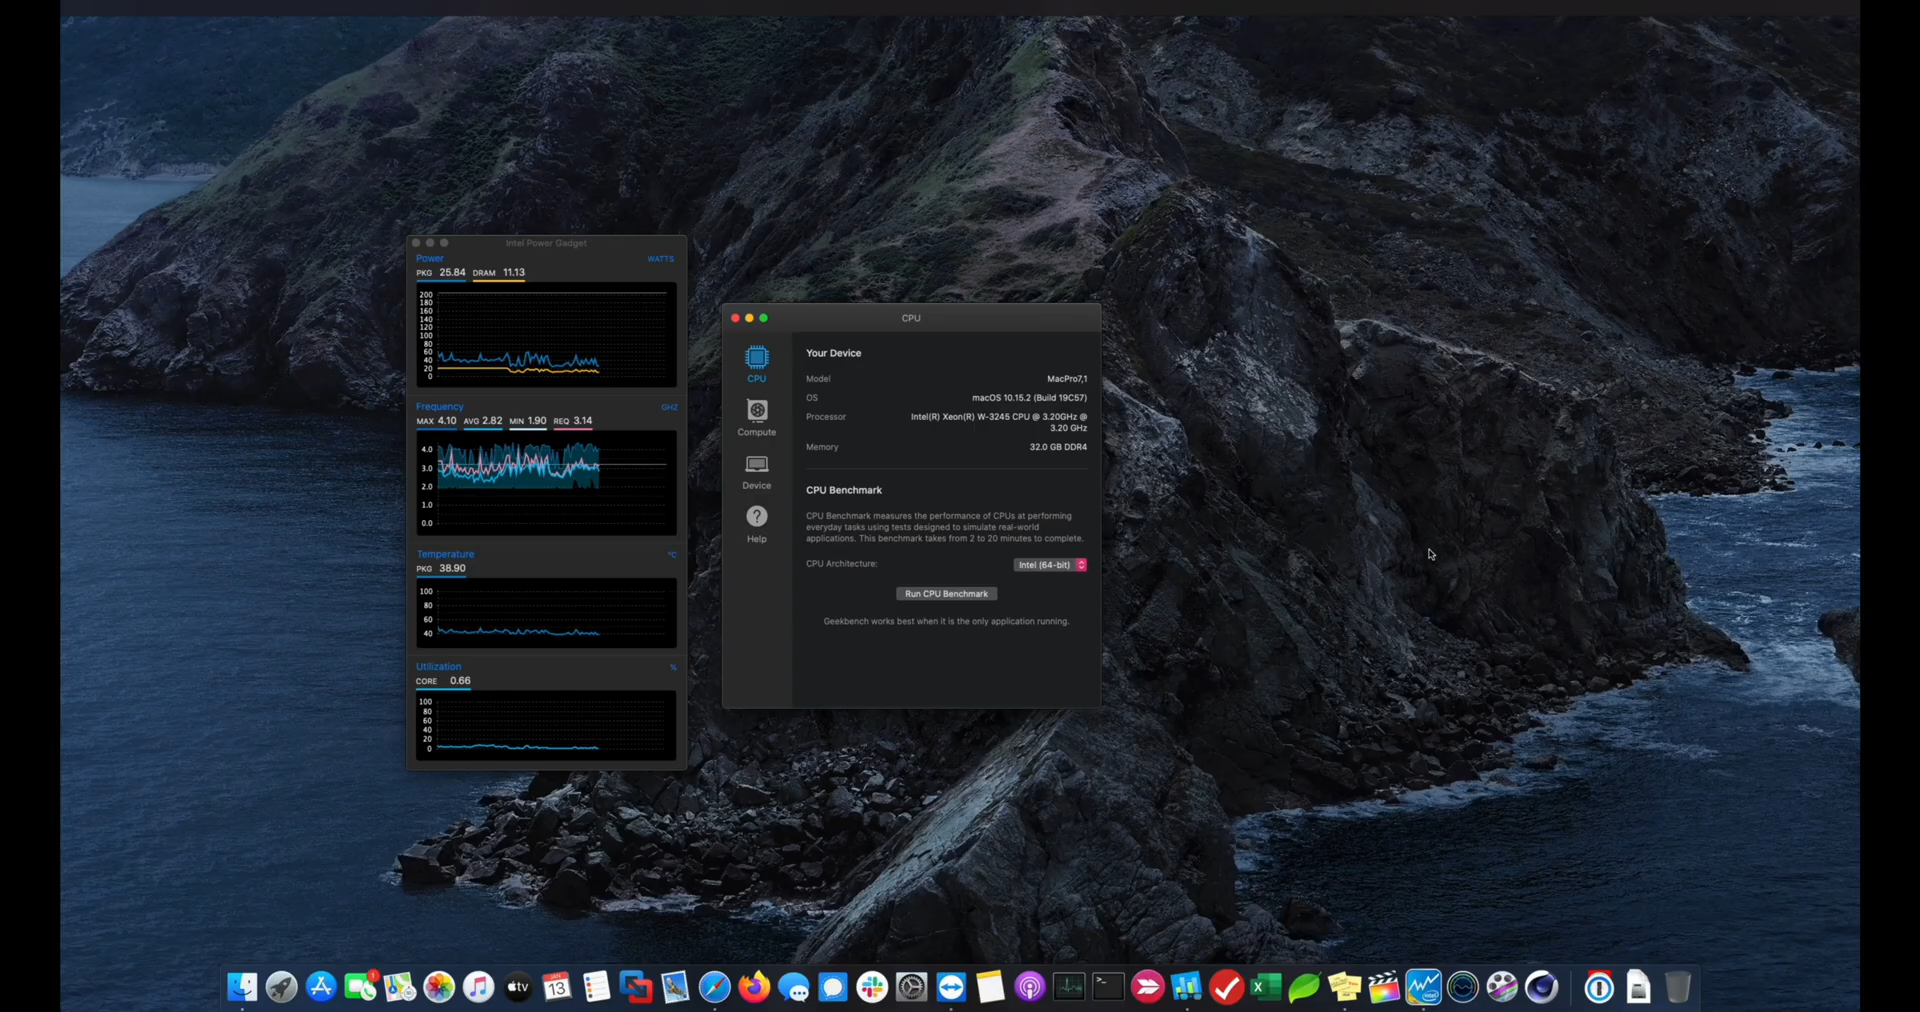 Intel Power Gadget
Power WATTS
PKG 25.84 DRAM 11.13
200
180
160
140
120
100
80
60
40
20
0
Frequency GHZ
MAX 4.10 AVG 2.82 MIN 1.90 REQ 3.14
4.0
3.0
2.0
1.0
0.0
Temperature °C
PKG 38.90
100
80
60
40
Utilization %
CORE 0.66
100
80
60
40
20
0
CPU
CPU
Compute
Device
Help
Your Device
Model MacPro7,1
OS macOS 10.15.2 (Build 19C57)
Processor Intel(R) Xeon(R) W-3245 CPU @ 3.20GHz @
3.20 GHz
Memory 32.0 GB DDR4
CPU Benchmark
CPU Benchmark measures the performance of CPUs at performing
everyday tasks using tests designed to simulate real-world
applications. This benchmark takes from 2 to 20 minutes to complete.
CPU Architecture: Intel (64-bit)
Run CPU Benchmark
Geekbench works best when it is the only application running.
1
tv
JAN
13
X
intel